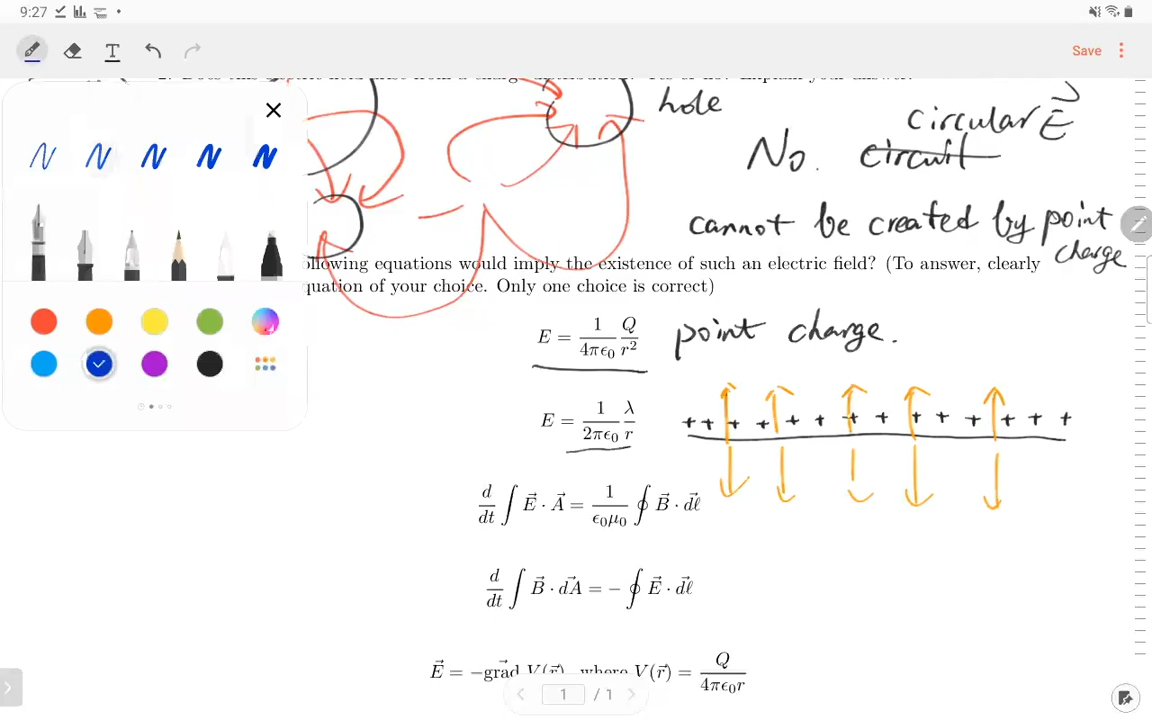 9:27
T
Save
hole
circular E⃗
No. circuit
cannot be created by point
charge
ollowing equations would imply the existence of such an electric field? (To answer, clearly
quation of your choice. Only one choice is correct)
E = 1/(4πϵ₀) Q/r²
point charge.
E = 1/(2πϵ₀) λ/r
+ + + + + + + + + + + + +
d/dt ∫ E⃗ · A⃗ = 1/(ϵ₀μ₀) ∮ B⃗ · dℓ⃗
d/dt ∫ B⃗ · dA⃗ = − ∮ E⃗ · dℓ⃗
E⃗ = −grad⃗ V(r⃗), where V(r⃗) = Q/(4πϵ₀r)
1 / 1